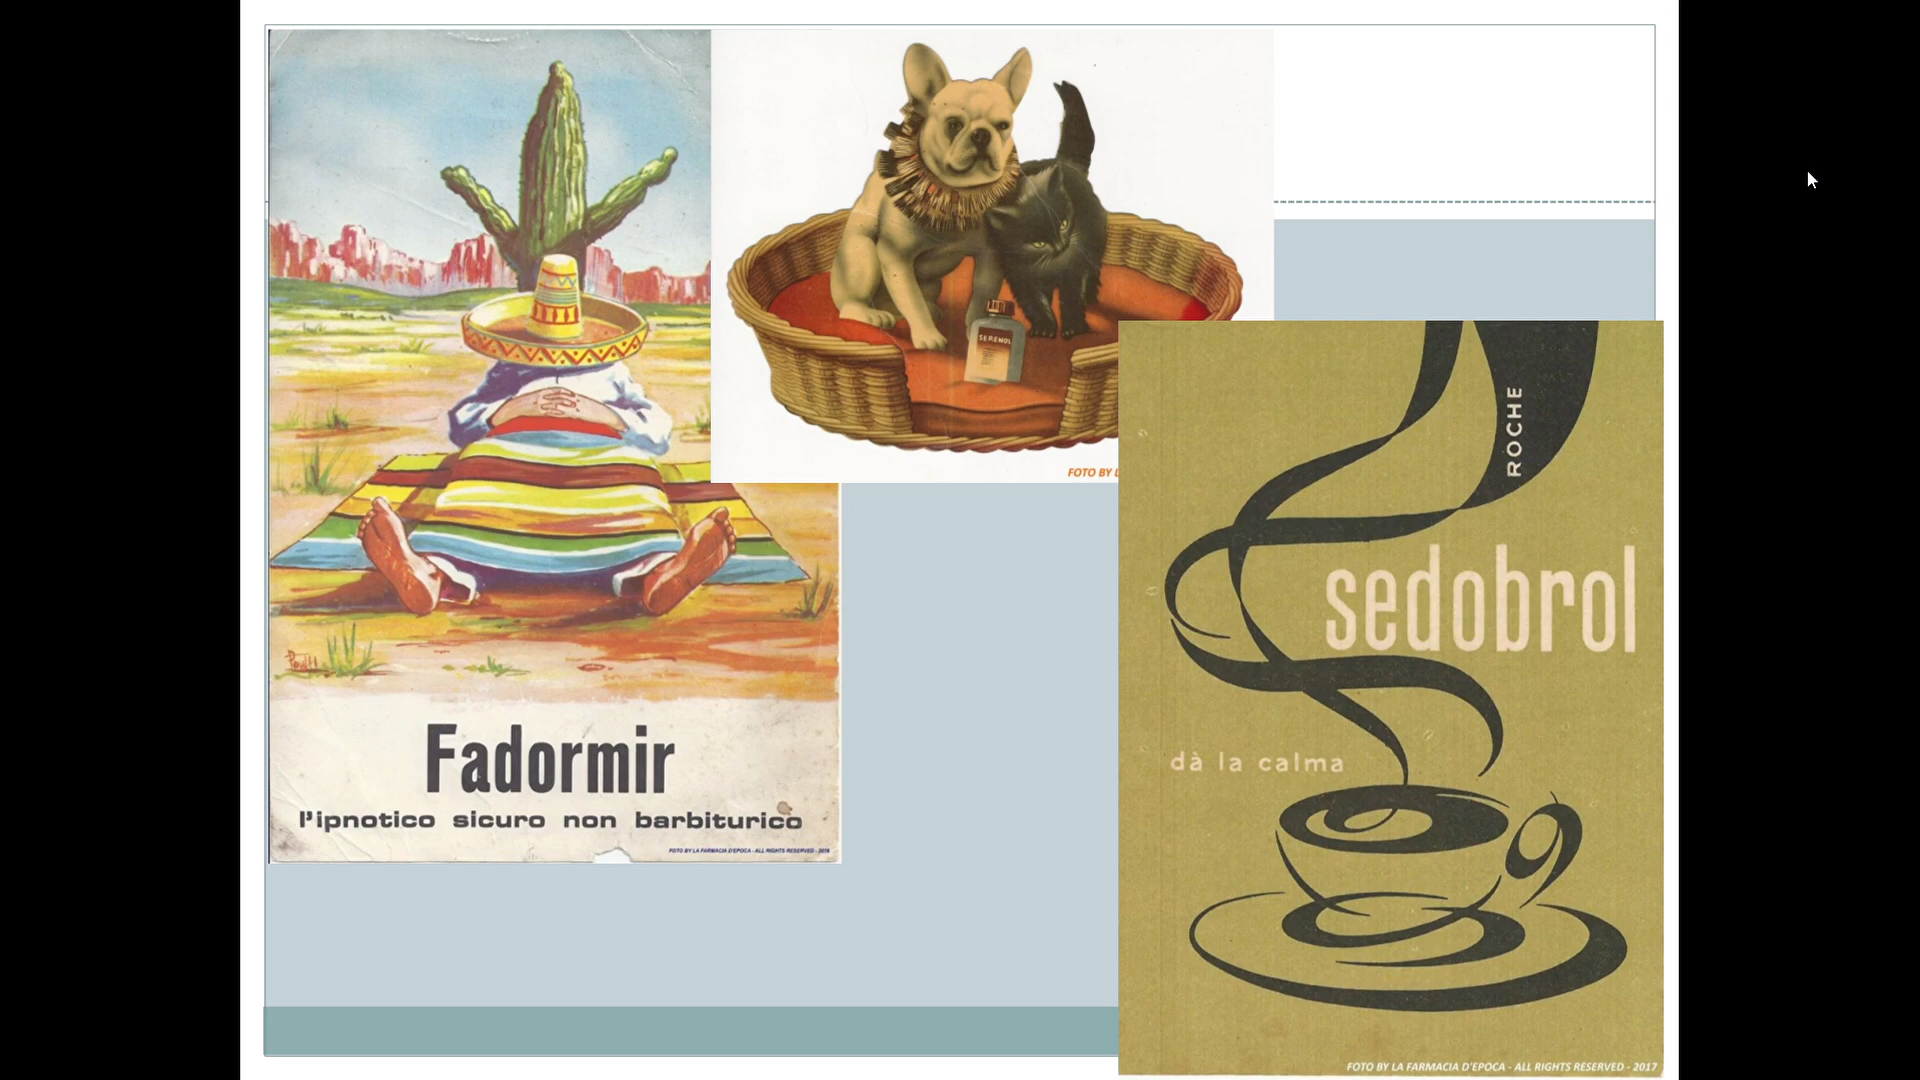 Fadormir
l'ipnotico sicuro non barbiturico
FOTO BY LA FARMACIA D'EPOCA - ALL RIGHTS RESERVED -
SERENOL
FOTO BY
ROCHE
sedobrol
dà la calma
FOTO BY LA FARMACIA D'EPOCA - ALL RIGHTS RESERVED - 2017